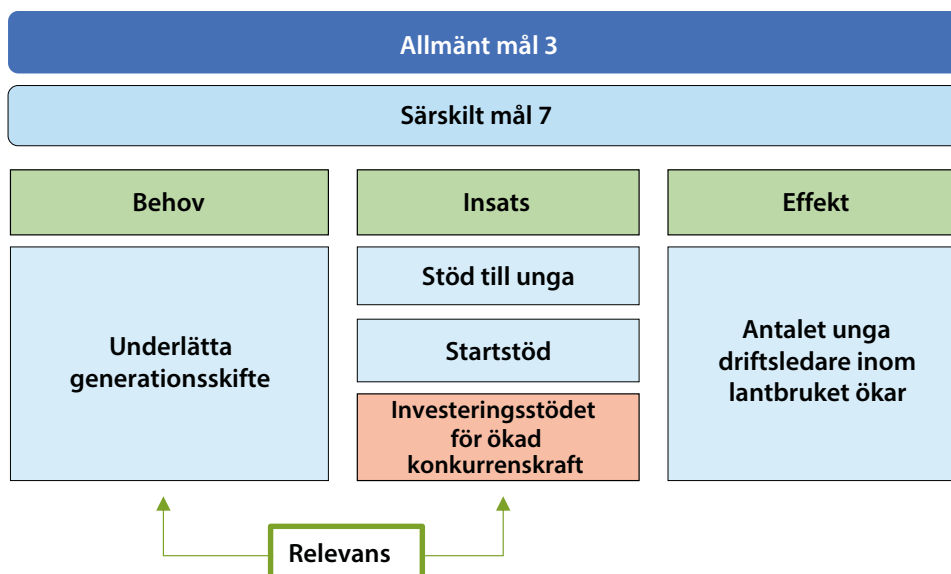 Allmänt mål 3
Särskilt mål 7
Behov
Insats
Effekt
Underlätta
generationsskifte
Stöd till unga
Startstöd
Investeringsstödet
för ökad
konkurrenskraft
Antalet unga
driftsledare inom
lantbruket ökar
Relevans